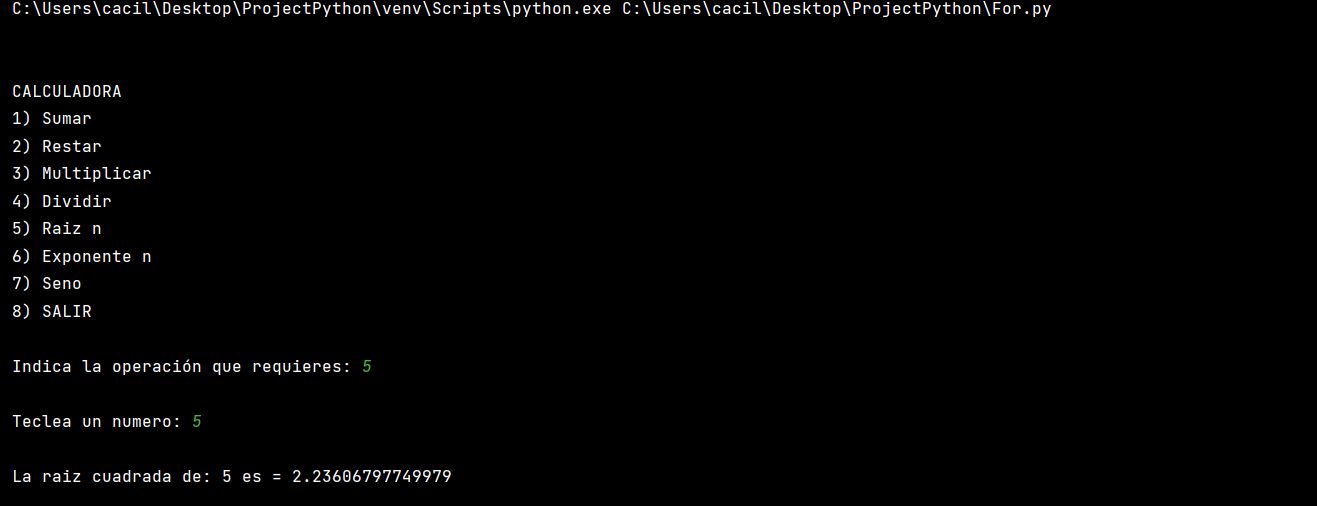 C:\Users\cacil\Desktop\ProjectPython\venv\Scripts\python.exe C:\Users\cacil\Desktop\ProjectPython\For.py
CALCULADORA
1) Sumar
2) Restar
3) Multiplicar
4) Dividir
5) Raiz n
6) Exponente n
7) Seno
8) SALIR
Indica la operación que requieres: 5
Teclea un numero: 5
La raiz cuadrada de: 5 es = 2.23606797749979